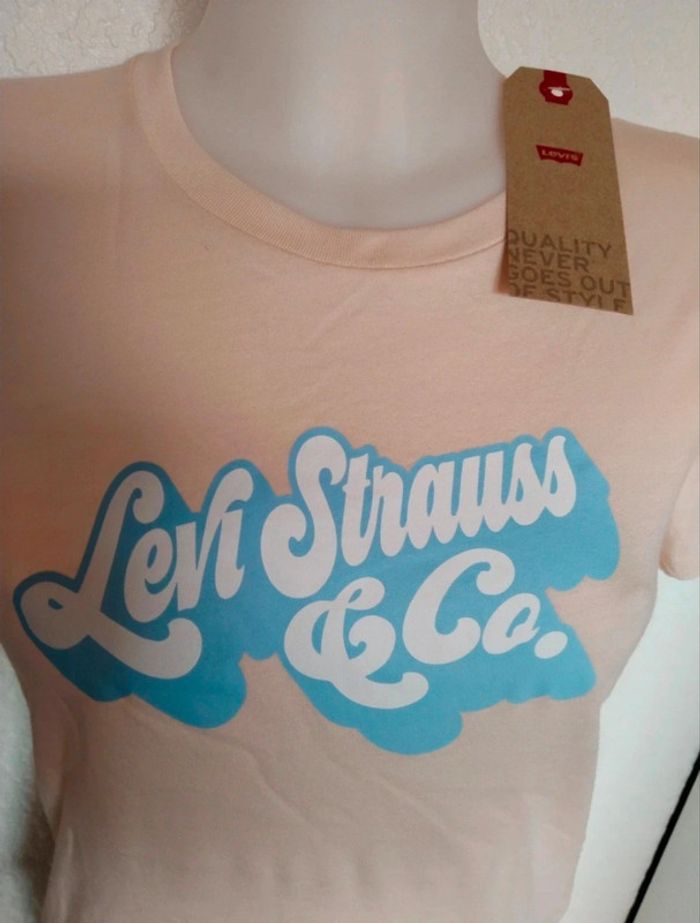 LEVI'S
QUALITY
NEVER
GOES OUT
OF STYLE
Levi Strauss
& Co.